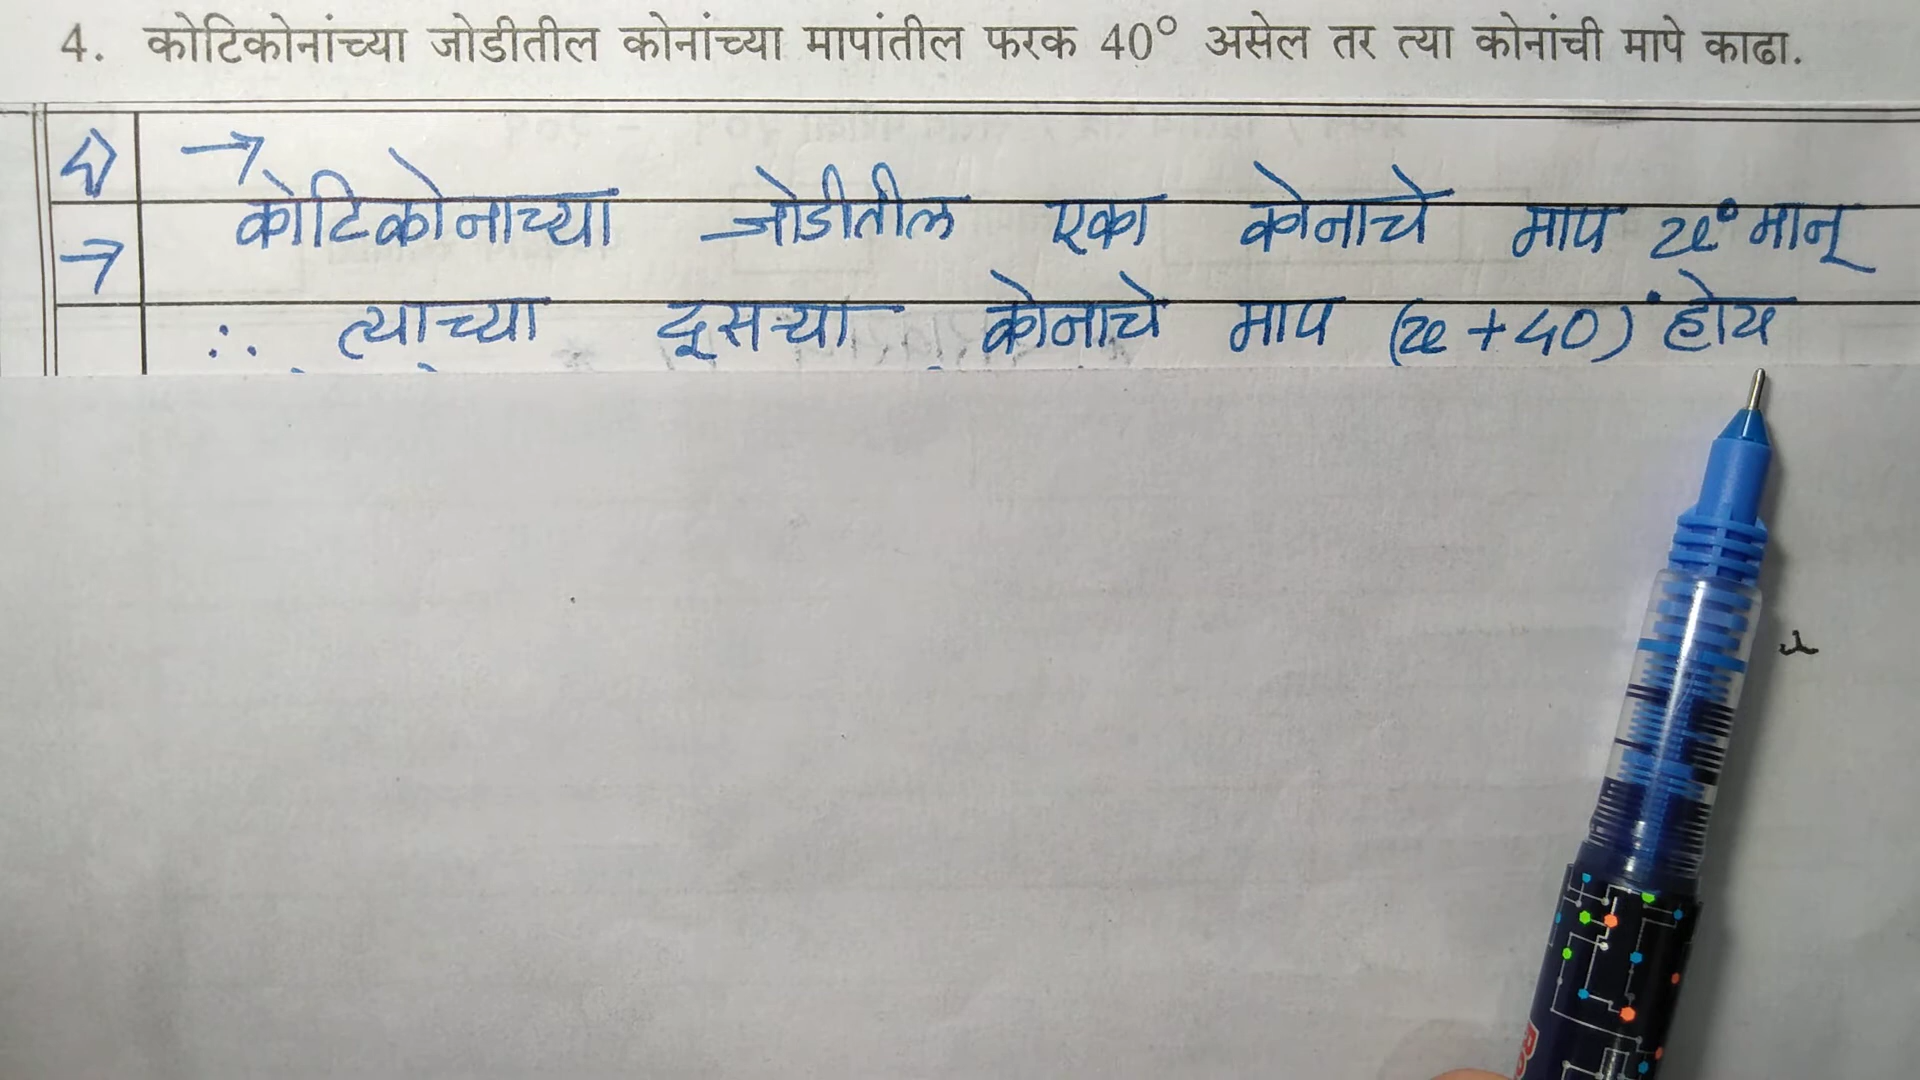 4. कोटिकोनांच्या जोडीतील कोनांच्या मापांतील फरक 40° असेल तर त्या कोनांची मापे काढा.
4) →
→ कोटिकोनाच्या जोडीतील एका कोनाचे माप x° मानू
∴ त्याच्या दूसऱ्या कोनाचे माप (x + 40)° होय